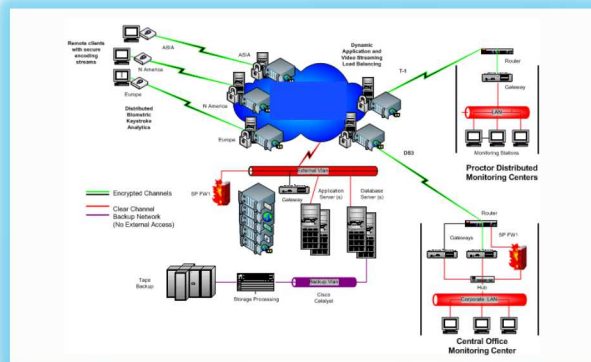 Remote clients
with secure
encoding
streams
ASIA
ASIA
N America
N America
Europe
Europe
Distributed
Biometric
Keystroke
Analytics
Dynamic
Application and
Video Streaming
Load Balancing
T-1
Router
Gateway
LAN
Monitoring Stations
Proctor Distributed
Monitoring Centers
DS3
External Vlan
Encrypted Channels
Clear Channel
Backup Network
(No External Access)
SP FW1
Gateway
Application
Server (s)
Database
Server (s)
Tape
Backup
Storage Processing
Backup Vlan
Cisco
Catalyst
Router
Gateways
SP FW1
Hub
Corporate LAN
Central Office
Monitoring Center